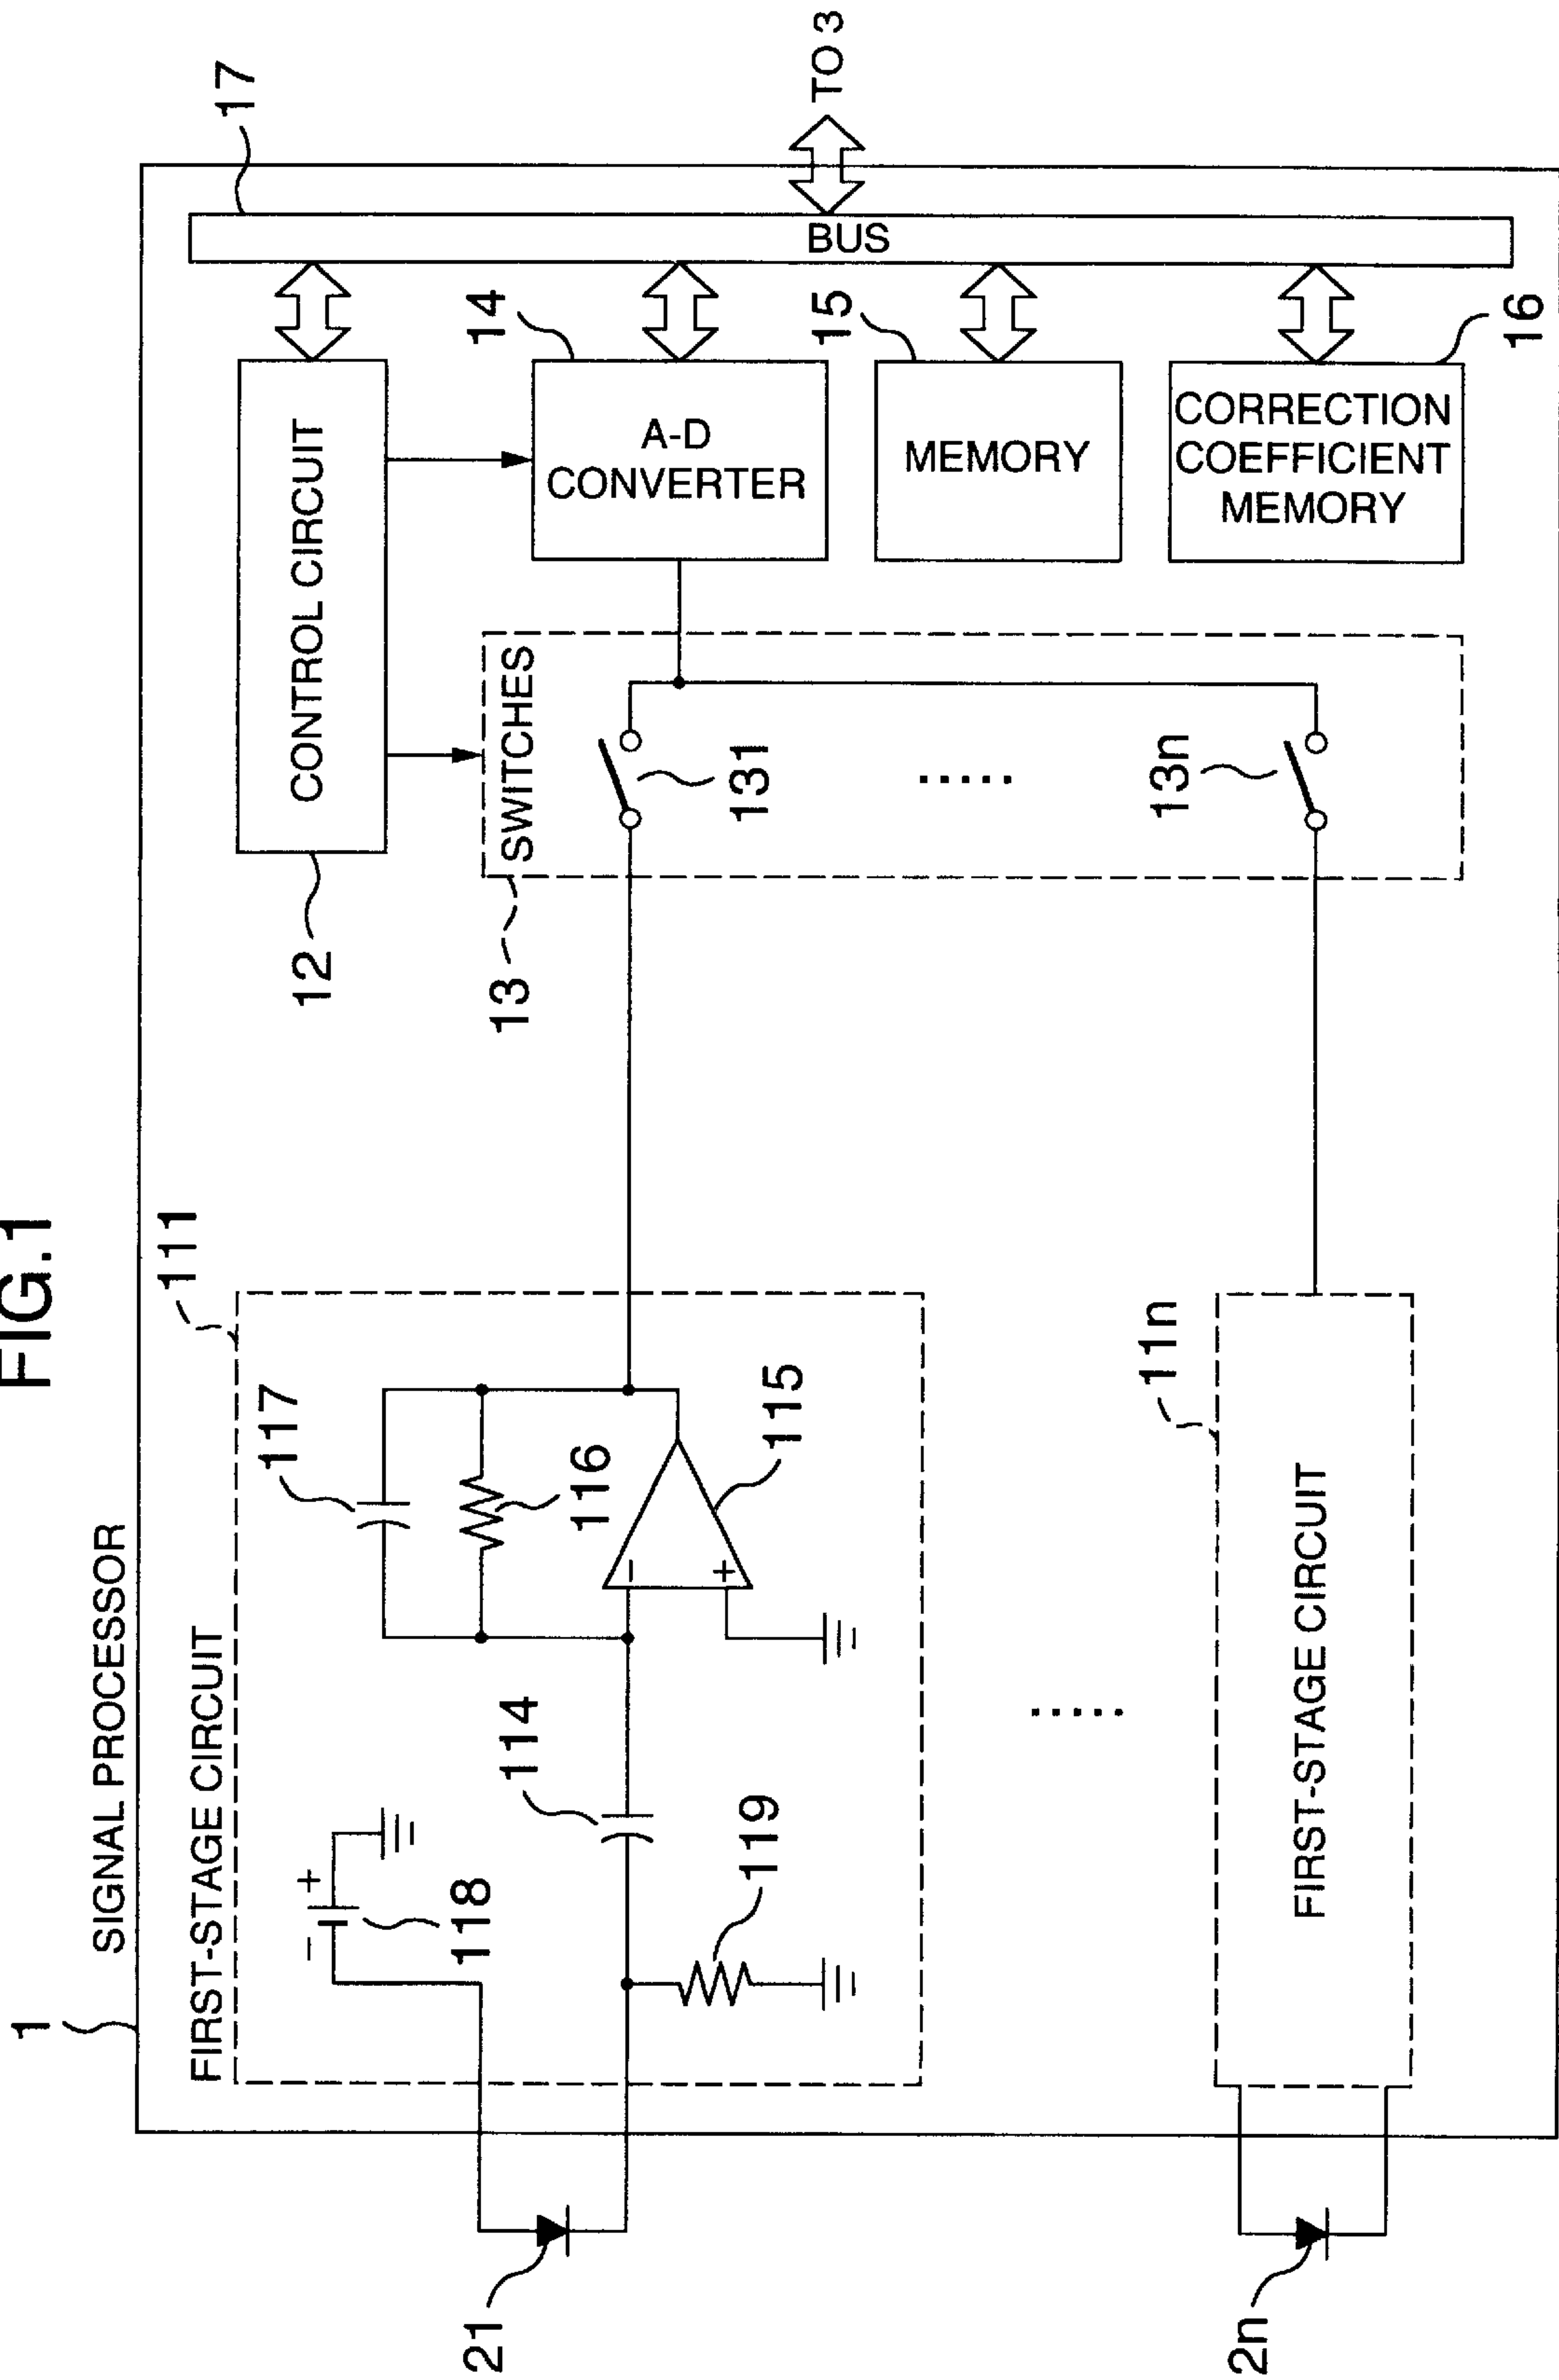 FIG.1
1
SIGNAL PROCESSOR
111
FIRST-STAGE CIRCUIT
117
116
115
114
118
- +
119
-
+
21
12
CONTROL CIRCUIT
17
13
SWITCHES
131
.....
13n
14
A-D
CONVERTER
15
MEMORY
16
CORRECTION
COEFFICIENT
MEMORY
BUS
TO 3
.....
11n
FIRST-STAGE CIRCUIT
2n